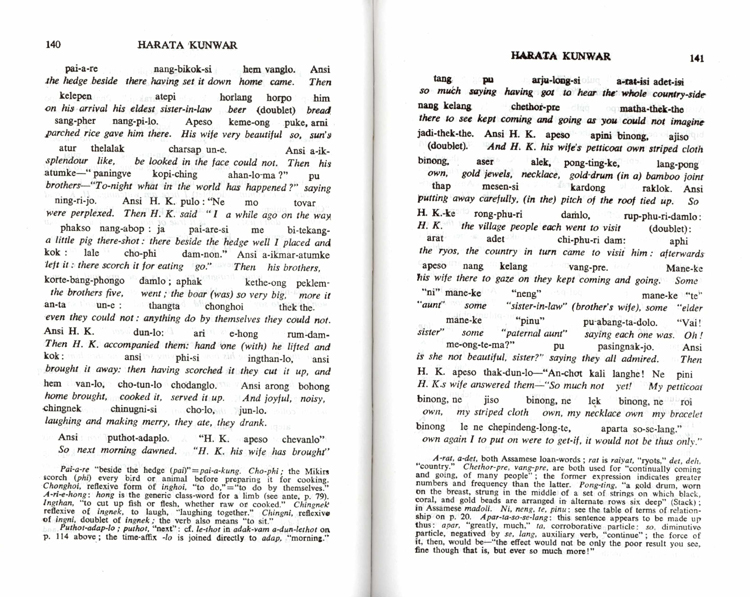 140 HARATA KUNWAR
pai-a-re nang-bikok-si hem vanglo. Ansi
the hedge beside there having set it down home came. Then
kelepen atepi horlang horpo him
on his arrival his eldest sister-in-law beer (doublet) bread
sang-pher nang-pi-lo. Apeso keme-ong puke, arni
parched rice gave him there. His wife very beautiful so, sun's
atur thelalak charsap un-e. Ansi a-ik-
splendour like, be looked in the face could not. Then his
atumke—" paningve kopi-ching ahan-lo-ma ?" pu
brothers—"To-night what in the world has happened ?" saying
ning-ri-jo. Ansi H. K. pulo : "Ne mo tovar
were perplexed. Then H. K. said " I a while ago on the way
phakso nang-abop : ja pai-are-si me bi-tekang-
a little pig there-shot : there beside the hedge well I placed and
kok : lale cho-phi dam-non." Ansi a-ikmar-atumke
left it : there scorch it for eating go." Then his brothers,
korte-bang-phongo damlo ; aphak kethe-ong peklem-
the brothers five, went ; the boar (was) so very big, more it
an-ta un-e : thangta chonghoi thek the.
even they could not : anything do by themselves they could not.
Ansi H. K. dun-lo : ari e-hong rum-dam-
Then H. K. accompanied them: hand one (with) he lifted and
kok : ansi phi-si ingthan-lo, ansi
brought it away: then having scorched it they cut it up, and
hem van-lo, cho-tun-lo chodanglo. Ansi arong bohong
home brought, cooked it, served it up. And joyful, noisy,
chingnek chinugni-si cho-lo, jun-lo.
laughing and making merry, they ate, they drank.
Ansi puthot-adaplo. "H. K. apeso chevanlo"
So next morning dawned. "H. K. his wife has brought"
Pai-a-re "beside the hedge (pai)"=pai-a-kung. Cho-phi ; the Mikirs
scorch (phi) every bird or animal before preparing it for cooking.
Chonghoi, reflexive form of inghoi, "to do,"="to do by themselves."
A-ri-e-hong : hong is the generic class-word for a limb (see ante, p. 79).
Ingthan, "to cut up fish or flesh, whether raw or cooked." Chingnek
reflexive of ingnek, to laugh, "laughing together." Chingni, reflexive
of ingni, doublet of ingnek ; the verb also means "to sit."
Puthot-adap-lo : puthot, "next": cf. le-thot in adak-vam a-dun-lethot on
p. 114 above ; the time-affix -lo is joined directly to adap, "morning."
HARATA KUNWAR 141
tang pu arju-long-si a-rat-isi adet-isi
so much saying having got to hear the whole country-side
nang kelang chethor-pre matha-thek-the
there to see kept coming and going as you could not imagine
jadi-thek-the. Ansi H. K. apeso apini binong, ajiso
(doublet). And H. K. his wife's petticoat own striped cloth
binong, aser alek, pong-ting-ke, lang-pong
own, gold jewels, necklace, gold-drum (in a) bamboo joint
thap mesen-si kardong raklok. Ansi
putting away carefully, (in the) pitch of the roof tied up. So
H. K.-ke rong-phu-ri damlo, rup-phu-ri-damlo :
H. K. the village people each went to visit (doublet):
arat adet chi-phu-ri dam: aphi
the ryos, the country in turn came to visit him : afterwards
apeso nang kelang vang-pre. Mane-ke
his wife there to gaze on they kept coming and going. Some
"ni" mane-ke "neng" mane-ke "te"
"aunt" some "sister-in-law" (brother's wife), some "elder
mane-ke "pinu" pu-abang-ta-dolo. "Vai!
sister" some "paternal aunt" saying each one was. Oh !
me-ong-te-ma?" pu pasingnak-jo. Ansi
is she not beautiful, sister?" saying they all admired. Then
H. K. apeso thak-dun-lo—"An-chot kali langhe! Ne pini
H. K.s wife answered them—"So much not yet! My petticoat
binong, ne jiso binong, ne lek binong, ne roi
own, my striped cloth own, my necklace own my bracelet
binong le ne chepindeng-long-te, aparta so-se-lang."
own again I to put on were to get-if, it would not be thus only."
A-rat, a-det, both Assamese loan-words ; rat is raiyat, "ryots," det, deh,
"country." Chethor-pre, vang-pre, are both used for "continually coming
and going, of many people" ; the former expression indicates greater
numbers and frequency than the latter. Pong-ting, "a gold drum, worn
on the breast, strung in the middle of a set of strings on which black,
coral, and gold beads are arranged in alternate rows six deep" (Stack) ;
in Assamese madoli. Ni, neng, te, pinu : see the table of terms of relation-
ship on p. 20. Apar-ta-so-se-lang : this sentence appears to be made up
thus : apar, "greatly, much," ta, corroborative particle : so, diminutive
particle, negatived by se, lang, auxiliary verb, "continue" ; the force of
it, then, would be—"the effect would not be only the poor result you see,
fine though that is, but ever so much more!"